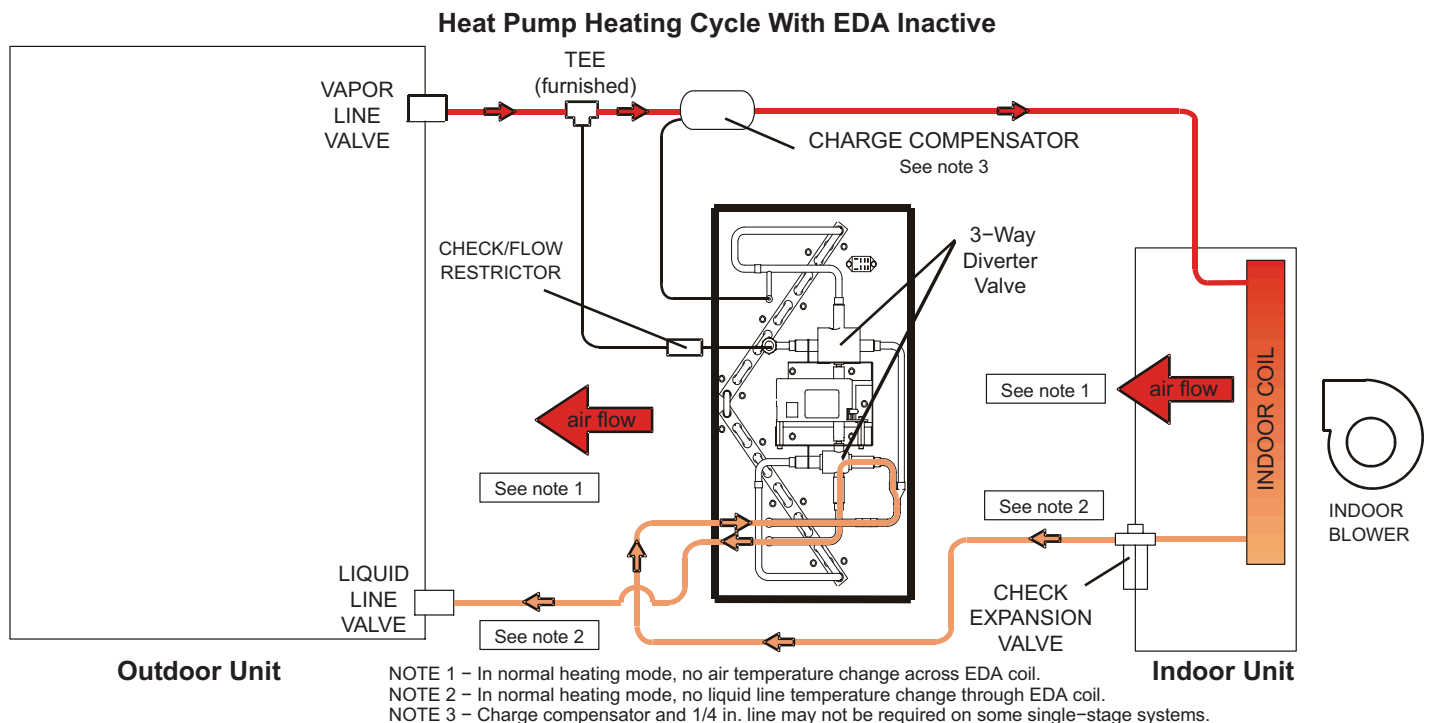 Heat Pump Heating Cycle With EDA Inactive
TEE
(furnished)
VAPOR
LINE
VALVE
CHARGE COMPENSATOR
See note 3
CHECK/FLOW
RESTRICTOR
3−Way
Diverter
Valve
air flow
See note 1
See note 1
air flow
INDOOR COIL
INDOOR
BLOWER
See note 2
LIQUID
LINE
VALVE
See note 2
CHECK
EXPANSION
VALVE
Outdoor Unit
Indoor Unit
NOTE 1 − In normal heating mode, no air temperature change across EDA coil.
NOTE 2 − In normal heating mode, no liquid line temperature change through EDA coil.
NOTE 3 − Charge compensator and 1/4 in. line may not be required on some single−stage systems.